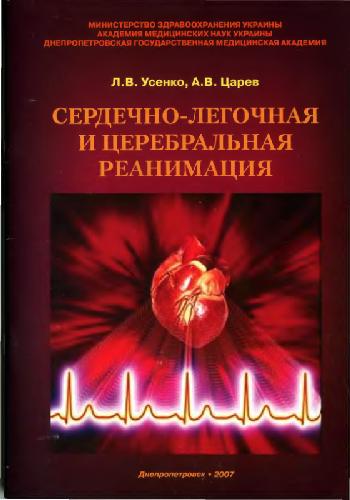 МИНИСТЕРСТВО ЗДРАВООХРАНЕНИЯ УКРАИНЫ
АКАДЕМИЯ МЕДИЦИНСКИХ НАУК УКРАИНЫ
ДНЕПРОПЕТРОВСКАЯ ГОСУДАРСТВЕННАЯ МЕДИЦИНСКАЯ АКАДЕМИЯ
Л.В. Усенко, А.В. Царев
СЕРДЕЧНО-ЛЕГОЧНАЯ
И ЦЕРЕБРАЛЬНАЯ
РЕАНИМАЦИЯ
Днепропетровск • 2007